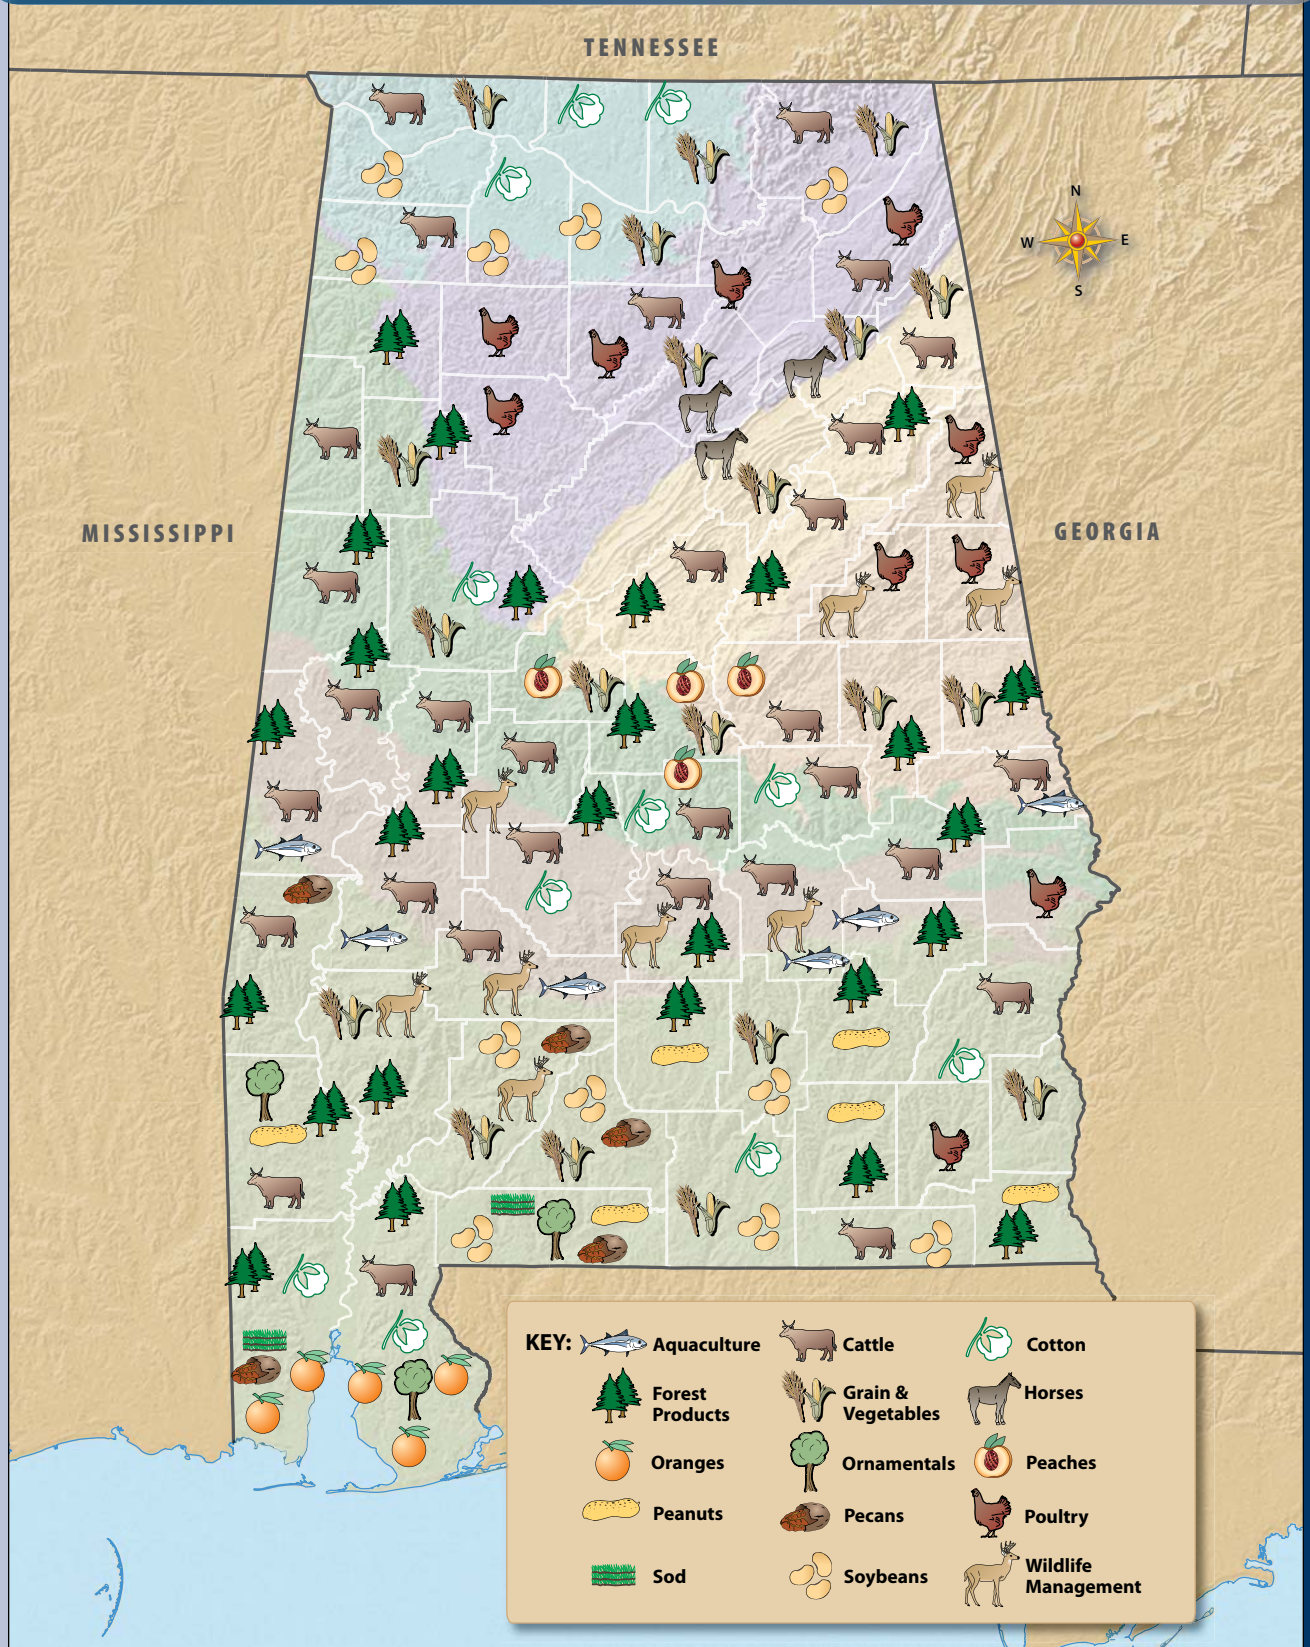 TENNESSEE
N
W
E
S
MISSISSIPPI
GEORGIA
KEY:
Aquaculture
Cattle
Cotton
Forest
Products
Grain &
Vegetables
Horses
Oranges
Ornamentals
Peaches
Peanuts
Pecans
Poultry
Sod
Soybeans
Wildlife
Management